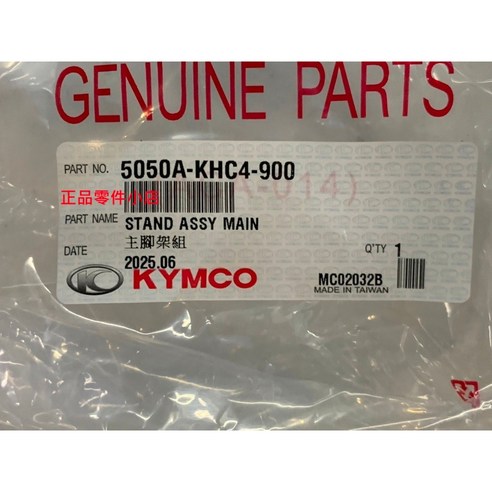 GENUINE PARTS
PART NO. 5050A-KHC4-900
正品零件小店
PART NAME STAND ASSY MAIN
主腳架組
DATE 2025.06
Q'TY 1
KYMCO
MC02032B
MADE IN TAIWAN